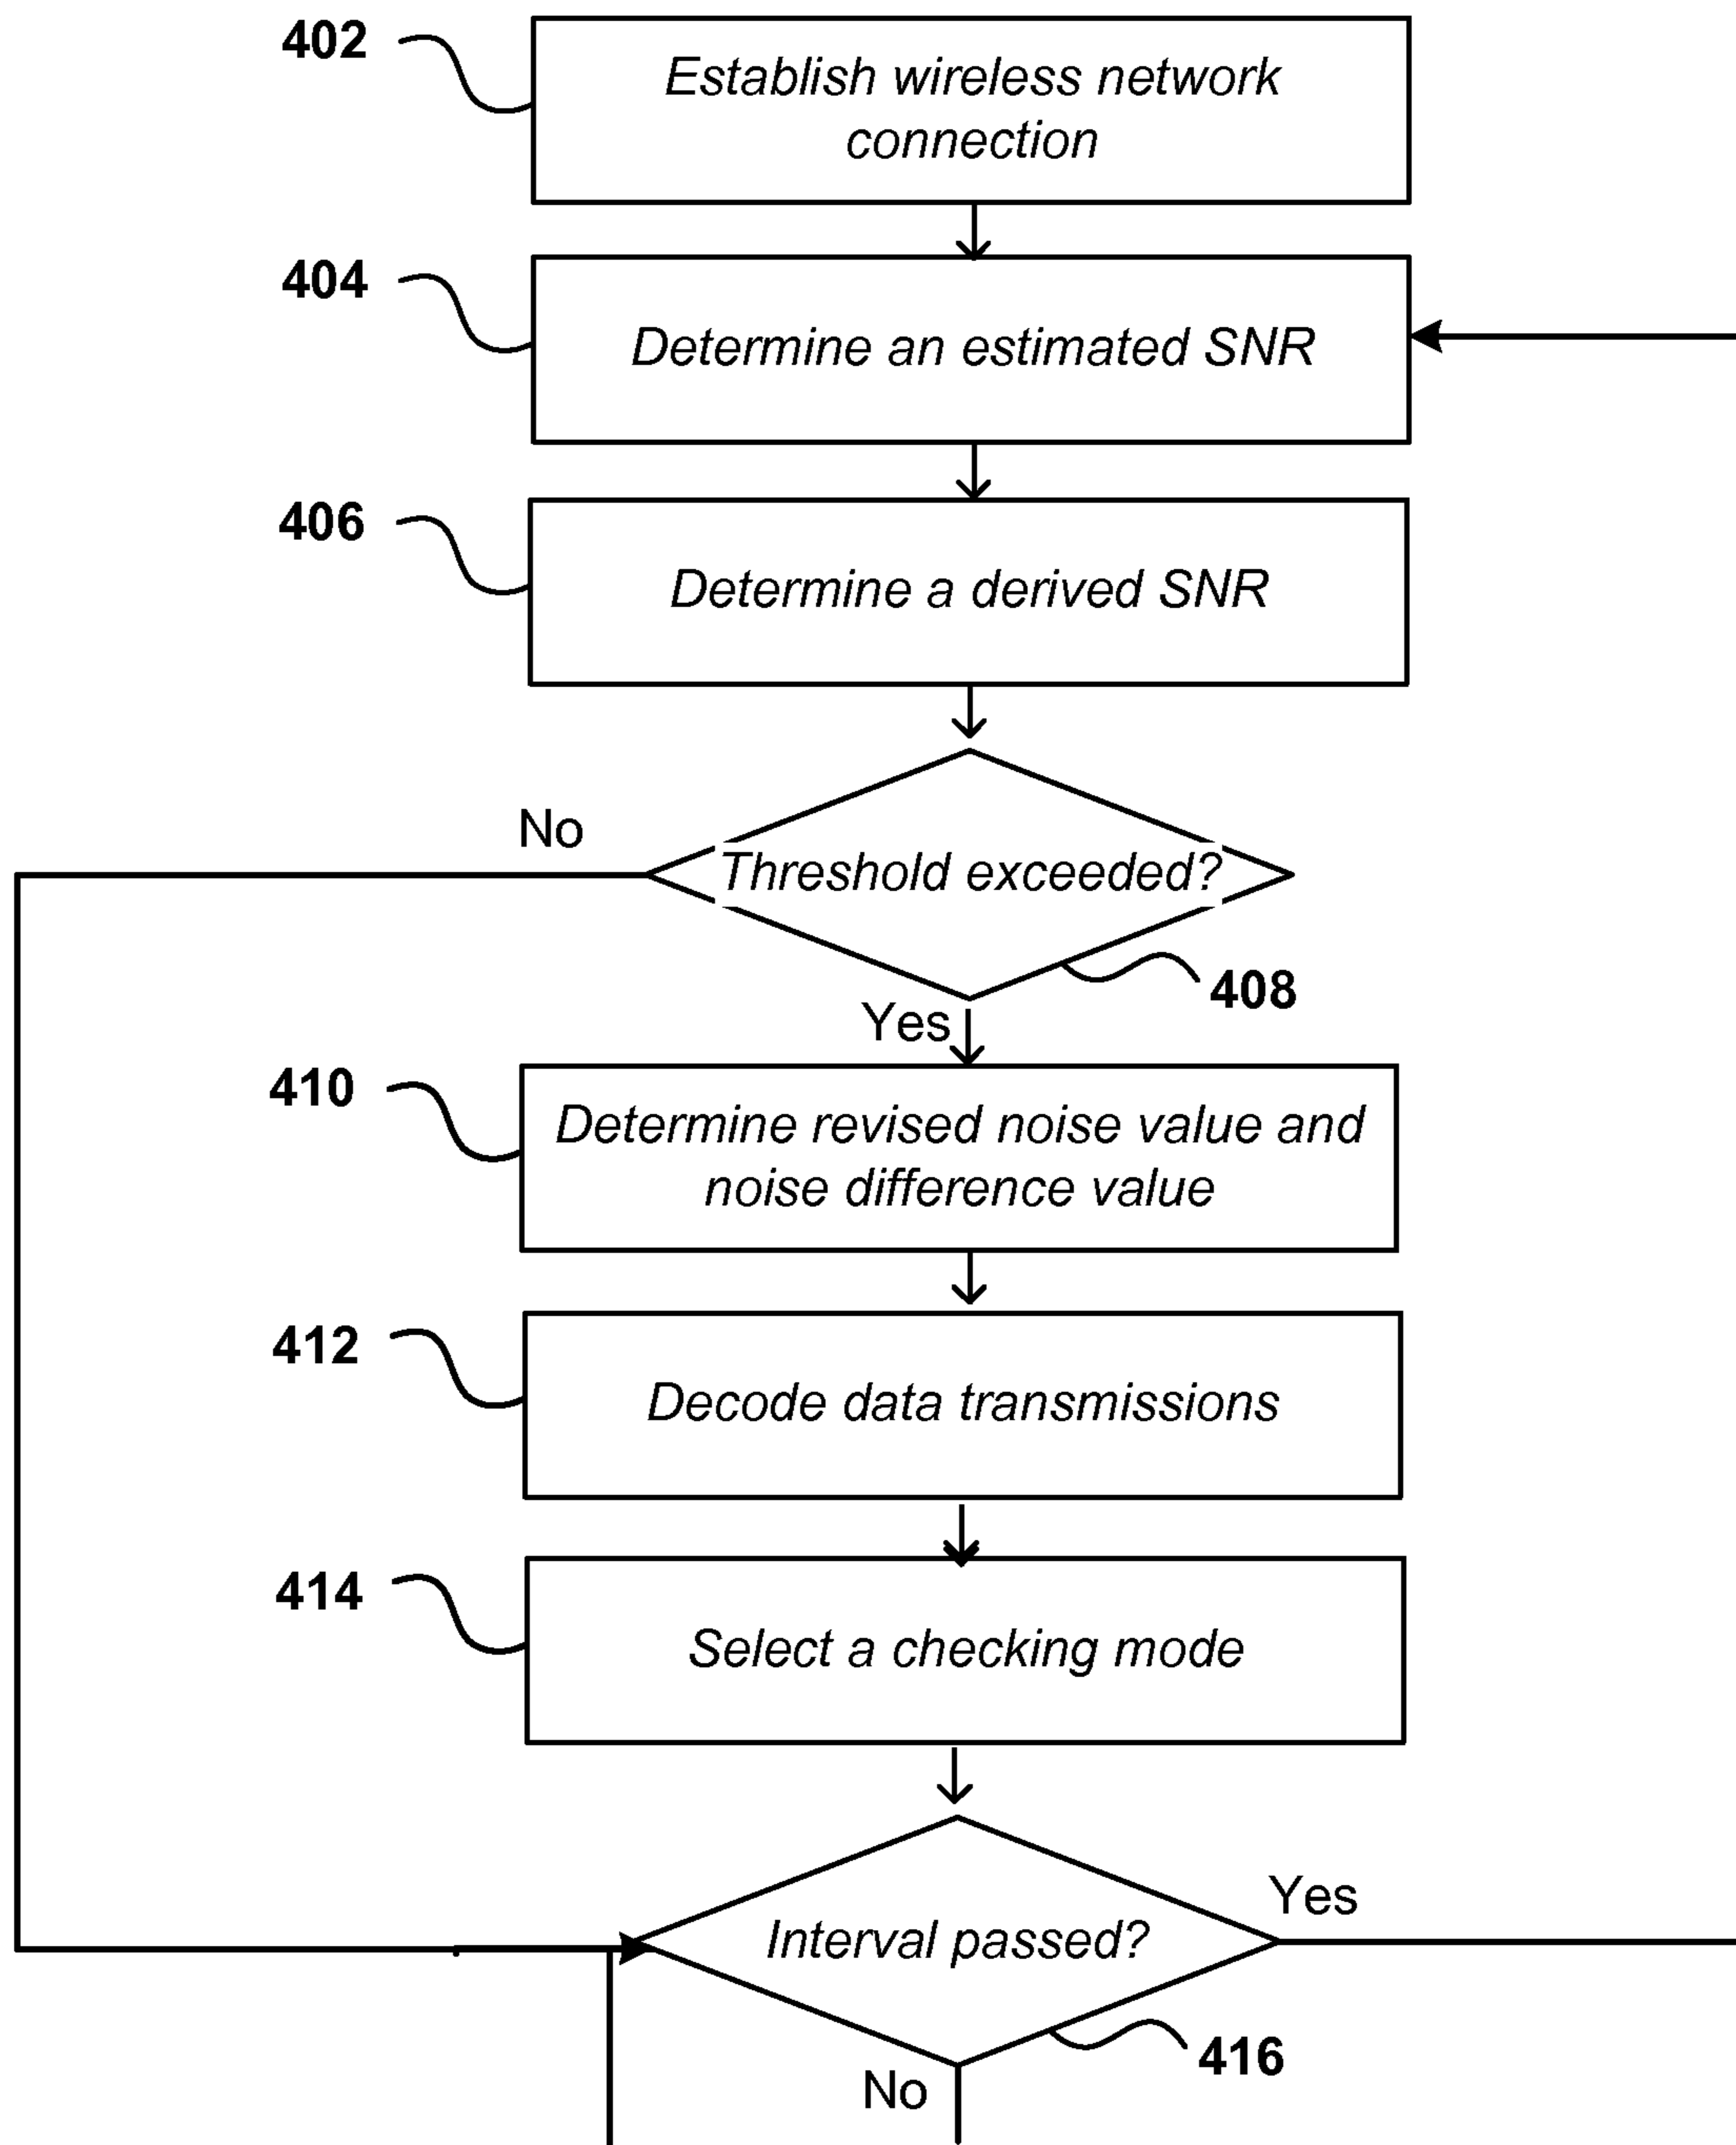 402
Establish wireless network
connection
404
Determine an estimated SNR
406
Determine a derived SNR
No
Threshold exceeded?
408
Yes
410
Determine revised noise value and
noise difference value
412
Decode data transmissions
414
Select a checking mode
Yes
Interval passed?
416
No